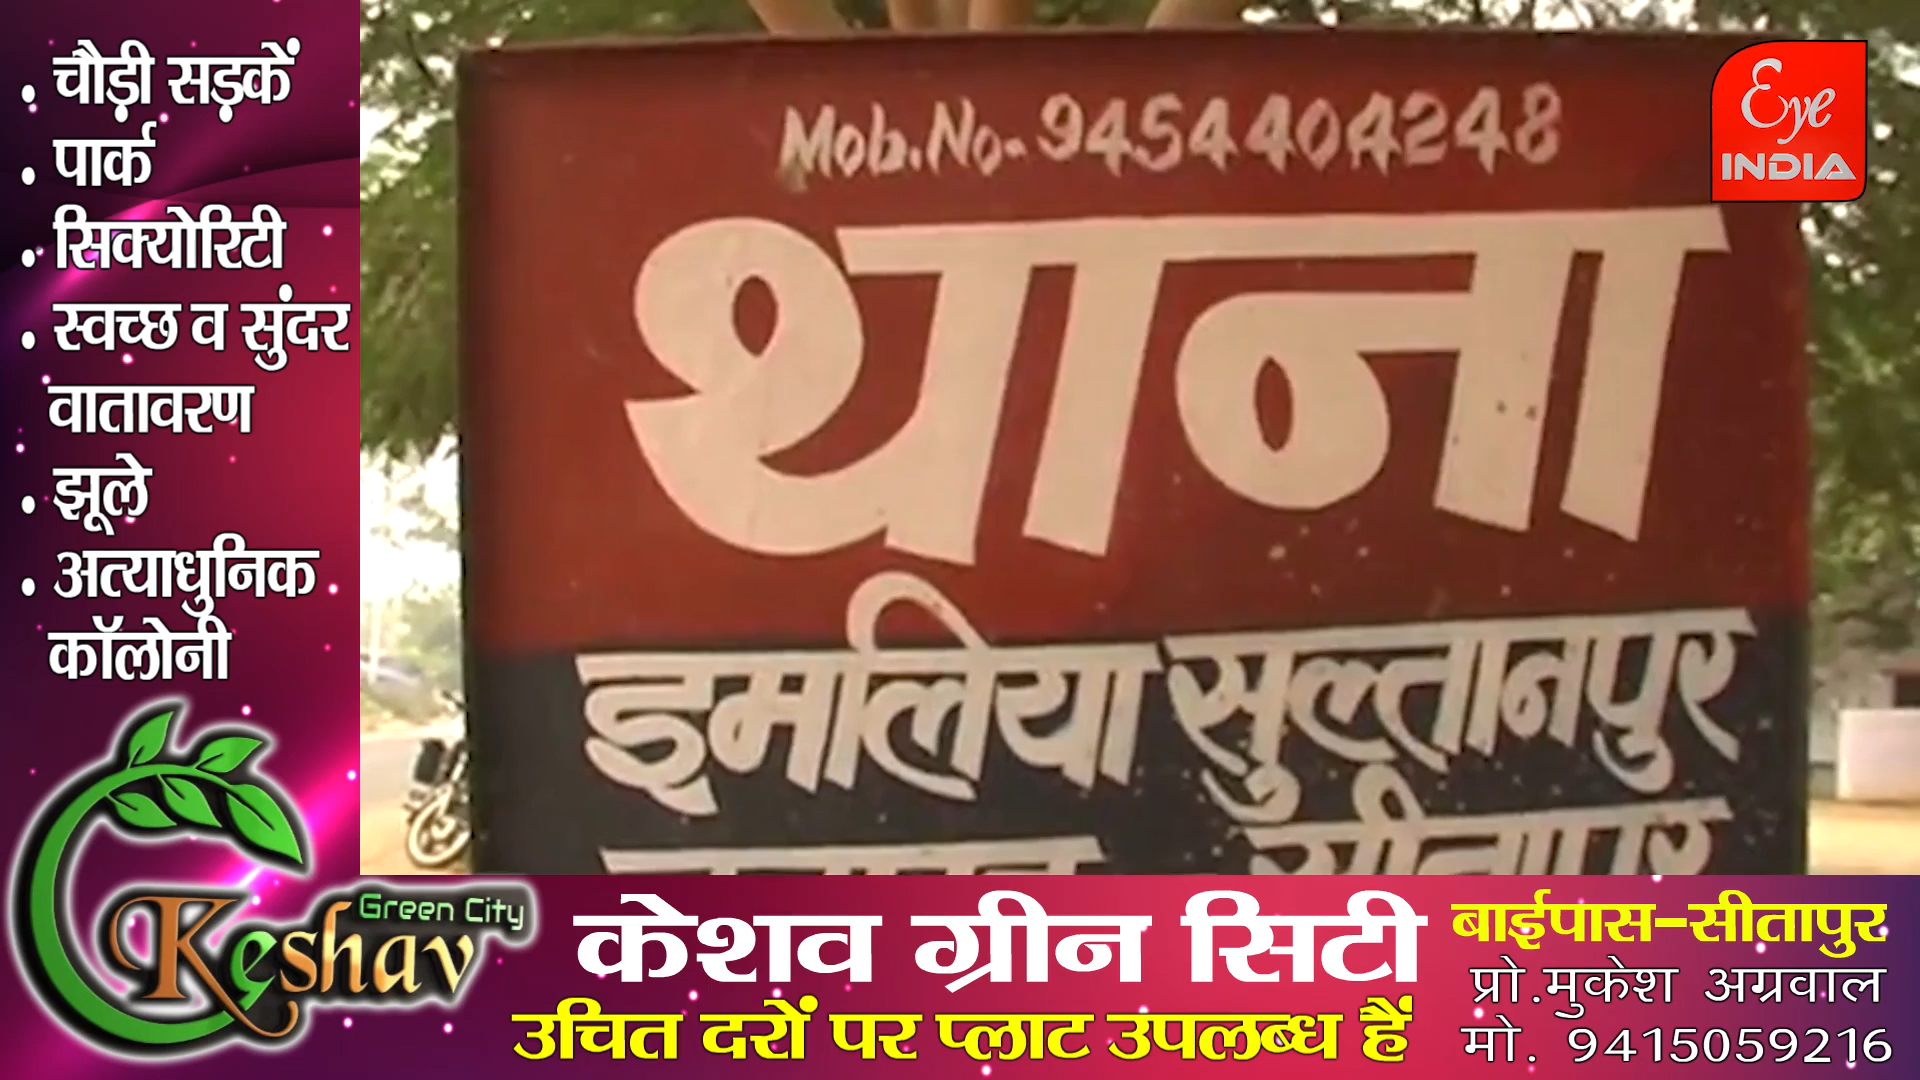 . चौड़ी सड़कें
. पार्क
. सिक्योरिटी
. स्वच्छ व सुंदर
वातावरण
. झूले
. अत्याधुनिक
कॉलोनी
Mob.No-9454404248
थाना
इमलिया सुल्तानपुर
सीतापुर
Eye
INDIA
Green City
Keshav
केशव ग्रीन सिटी
उचित दरों पर प्लाट उपलब्ध हैं
बाईपास-सीतापुर
प्रो.मुकेश अग्रवाल
मो. 9415059216